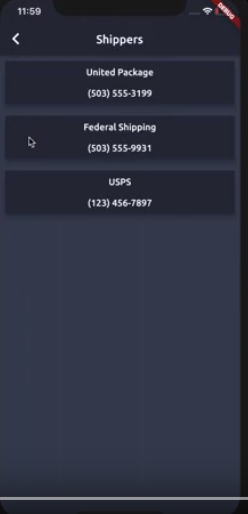 11:59
DEBUG
Shippers
United Package
(503) 555-3199
Federal Shipping
(503) 555-9931
USPS
(123) 456-7897